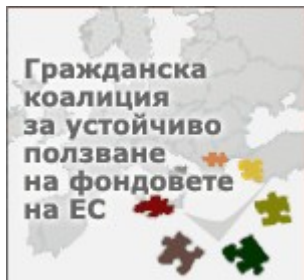 Гражданска
коалиция
за устойчиво
ползване
на фондовете
на ЕС